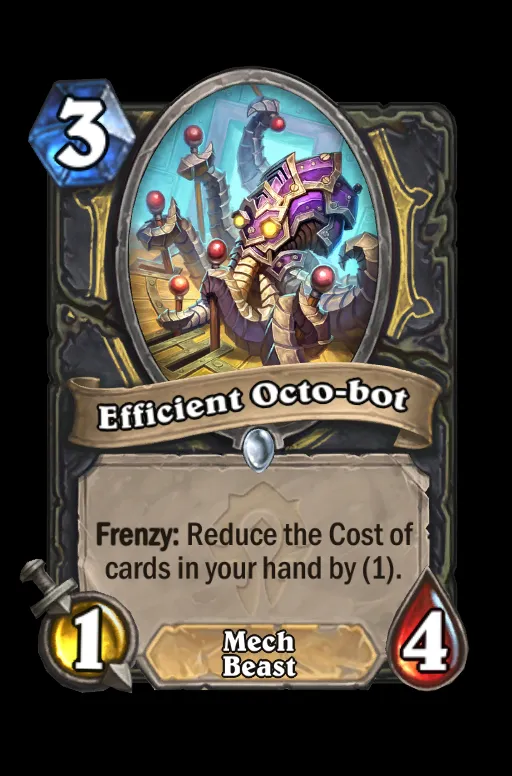 3
Efficient Octo-bot
Frenzy: Reduce the Cost of
cards in your hand by (1).
1
Mech
Beast
4